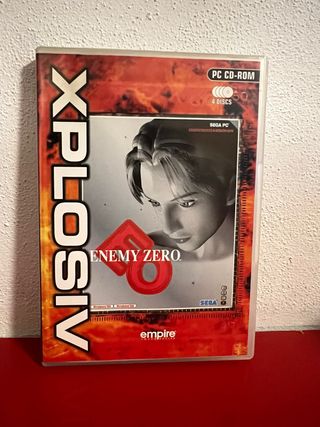 PC CD-ROM
4 DISCS
XPLOSIV
SEGA PC
ENEMY ZERO
SEGA
empire